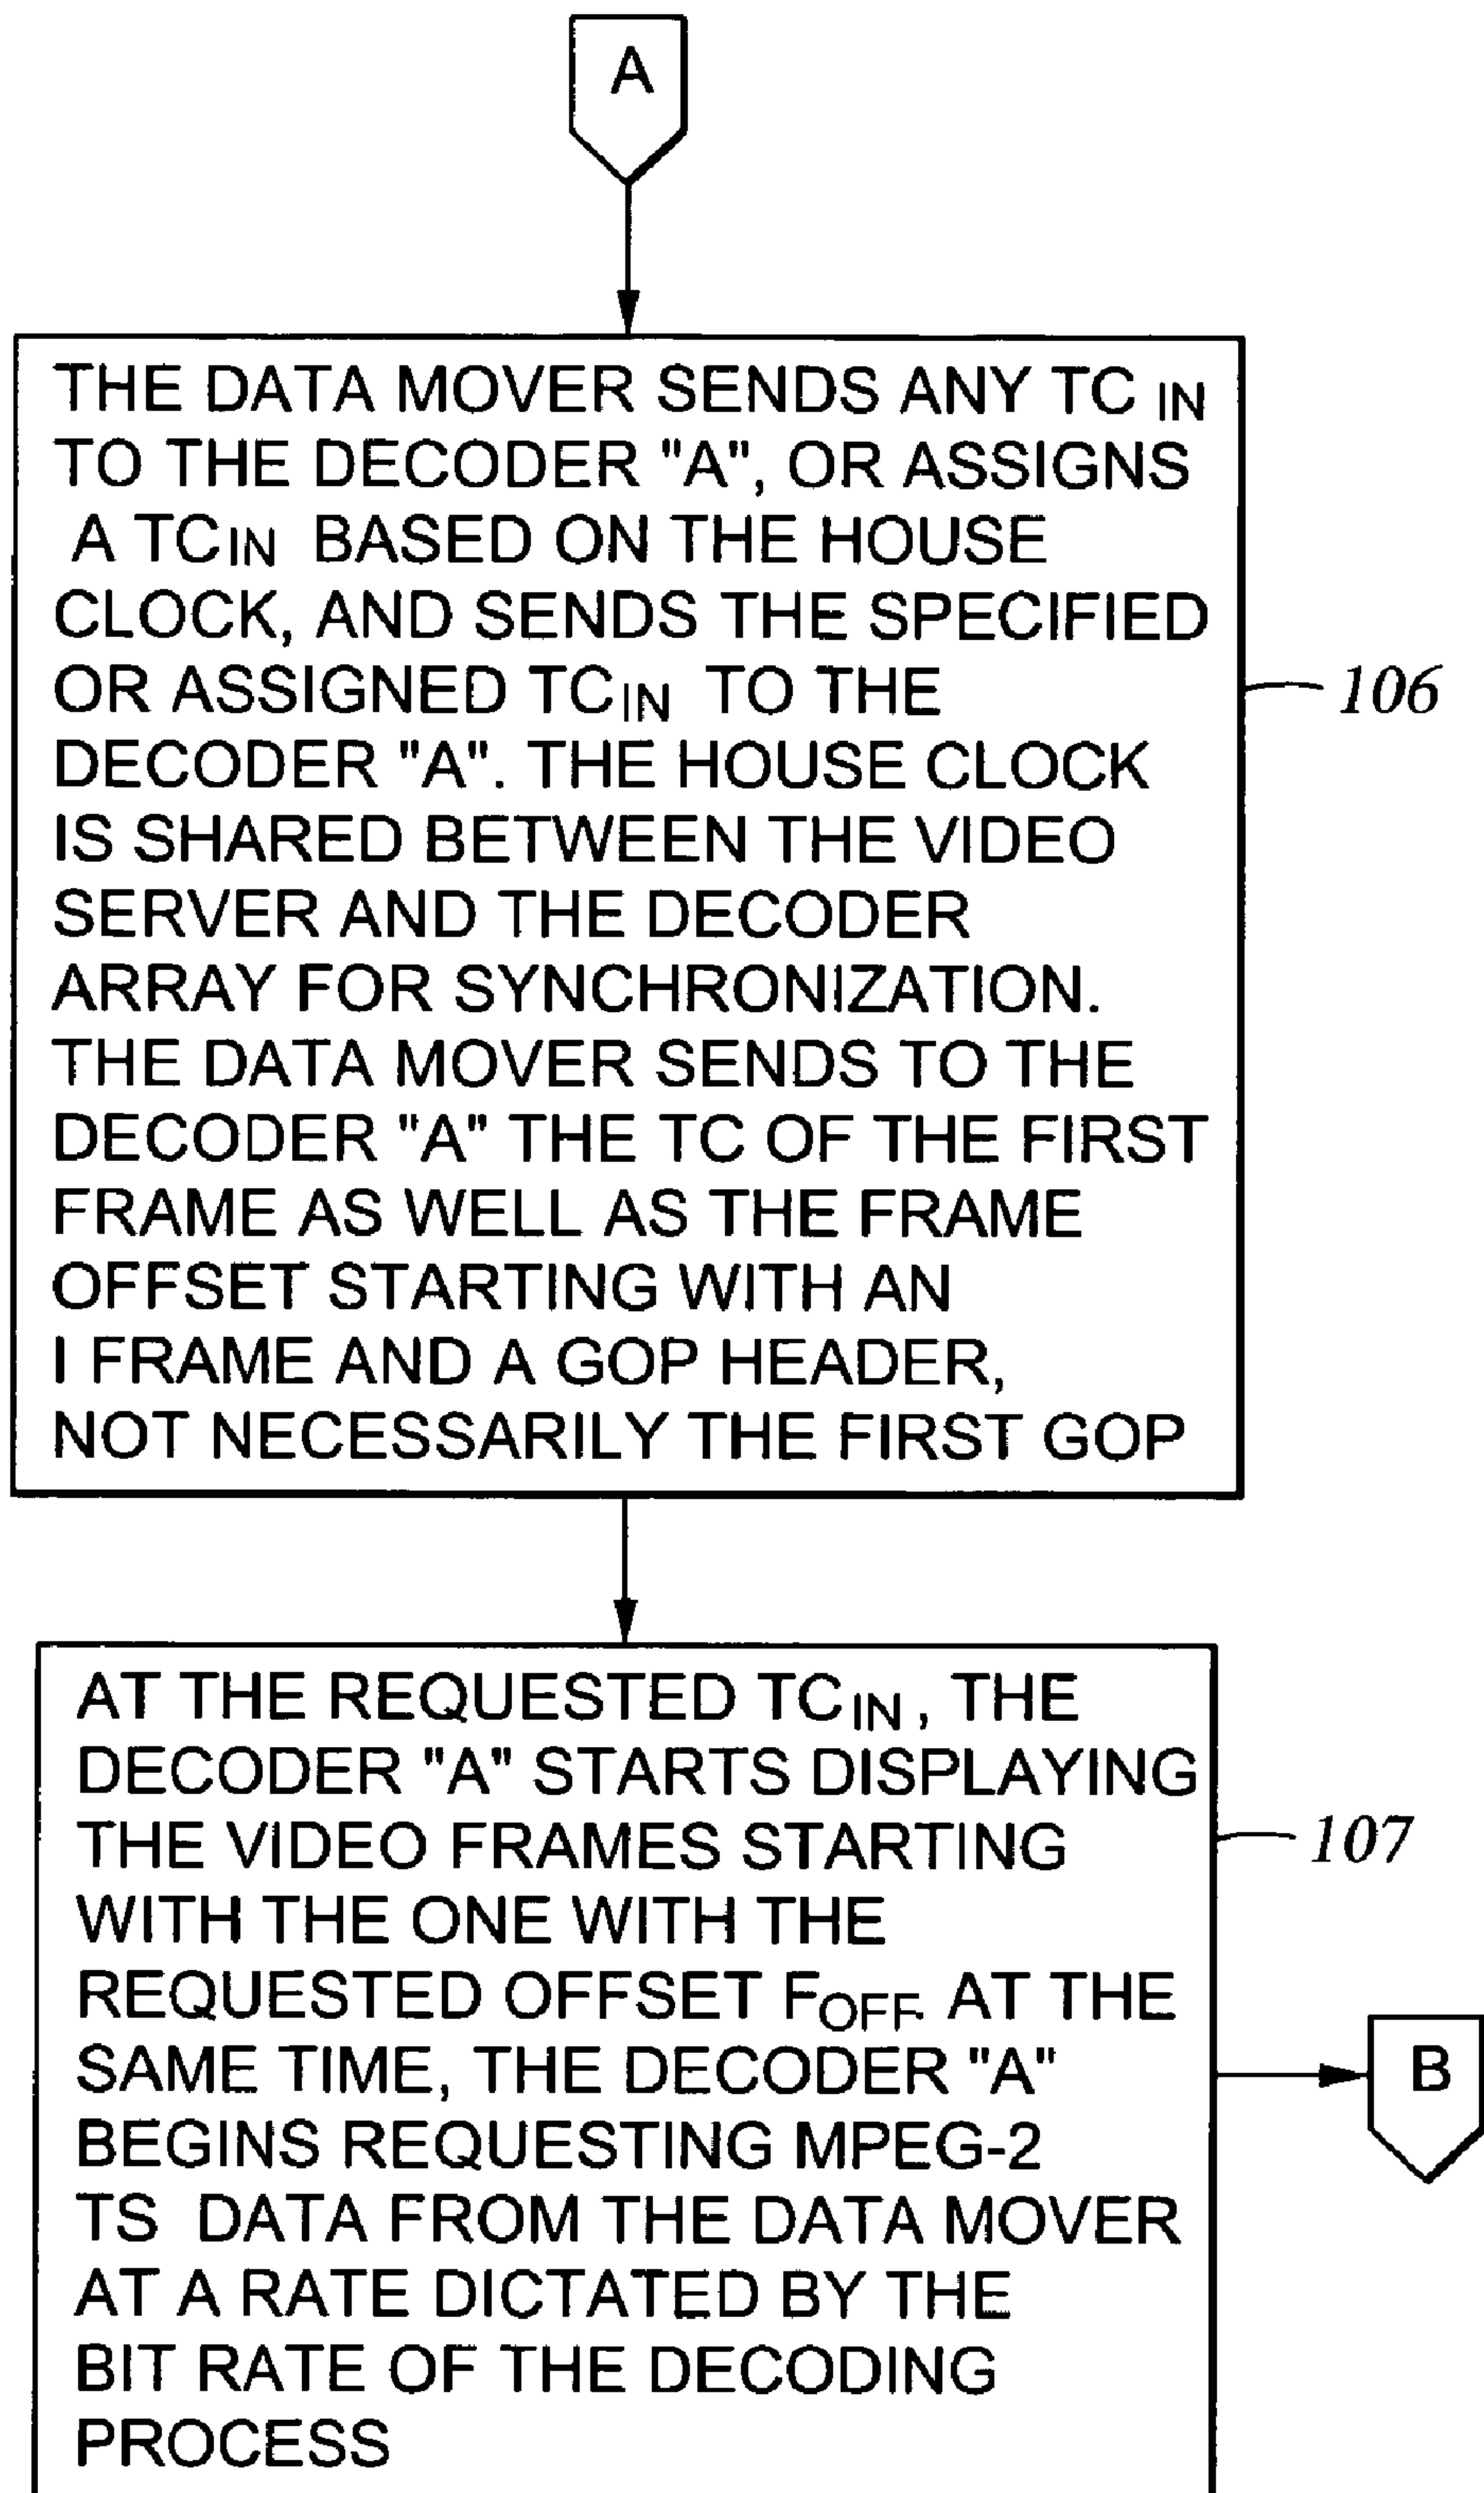 A
THE DATA MOVER SENDS ANY TC IN
TO THE DECODER "A", OR ASSIGNS
A TCIN BASED ON THE HOUSE
CLOCK, AND SENDS THE SPECIFIED
OR ASSIGNED TCIN TO THE
DECODER "A". THE HOUSE CLOCK
IS SHARED BETWEEN THE VIDEO
SERVER AND THE DECODER
ARRAY FOR SYNCHRONIZATION.
THE DATA MOVER SENDS TO THE
DECODER "A" THE TC OF THE FIRST
FRAME AS WELL AS THE FRAME
OFFSET STARTING WITH AN
I FRAME AND A GOP HEADER,
NOT NECESSARILY THE FIRST GOP
106
AT THE REQUESTED TCIN, THE
DECODER "A" STARTS DISPLAYING
THE VIDEO FRAMES STARTING
WITH THE ONE WITH THE
REQUESTED OFFSET FOFF. AT THE
SAME TIME, THE DECODER "A"
BEGINS REQUESTING MPEG-2
TS DATA FROM THE DATA MOVER
AT A RATE DICTATED BY THE
BIT RATE OF THE DECODING
PROCESS
107
B